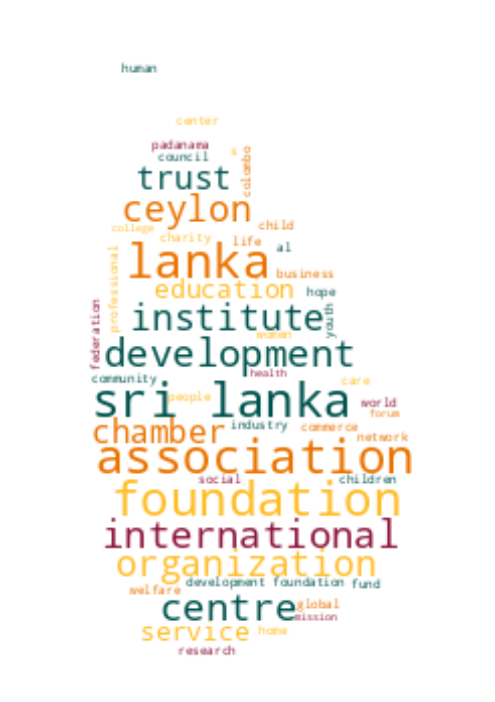 human
center
padanama
council
s
colombo
trust
ceylon
college
child
charity
life
al
lanka
business
professional
education
hope
federation
institute
youth
women
development
health
community
care
sri lanka
people
world
forum
chamber
industry
commerce
network
association
social
children
foundation
international
organization
development foundation
fund
welfare
centre
global
mission
service
home
research